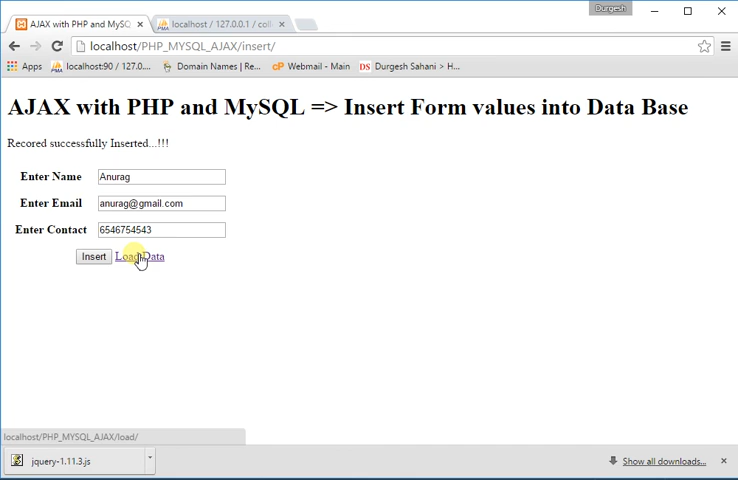 Durgesh
AJAX with PHP and MySQ
localhost / 127.0.0.1 / coll
localhost/PHP_MYSQL_AJAX/insert/
Apps
localhost:90 / 127.0....
Domain Names | Re...
cP Webmail - Main
DS Durgesh Sahani > H...
AJAX with PHP and MySQL => Insert Form values into Data Base
Recored successfully Inserted...!!!
Enter Name Anurag
Enter Email anurag@gmail.com
Enter Contact 6546754543
Insert Load Data
localhost/PHP_MYSQL_AJAX/load/
jquery-1.11.3.js
Show all downloads...